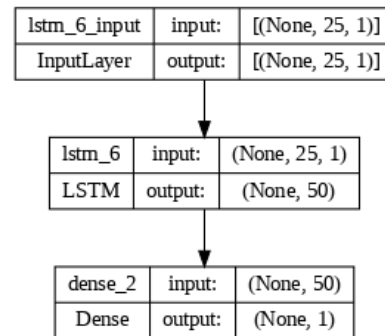 lstm_6_input input: [(None, 25, 1)]
InputLayer output: [(None, 25, 1)]
lstm_6 input: (None, 25, 1)
LSTM output: (None, 50)
dense_2 input: (None, 50)
Dense output: (None, 1)